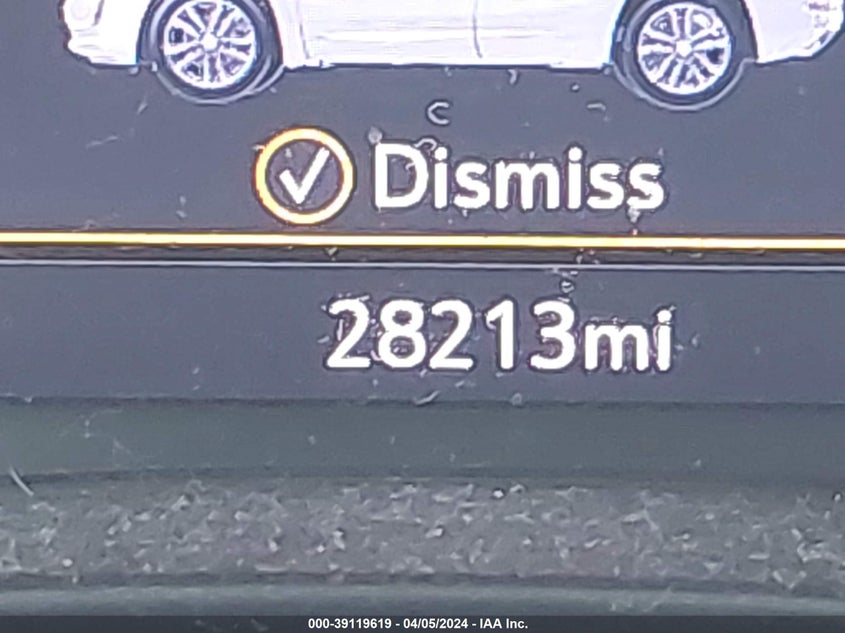 Dismiss
28213mi
000-39119619 - 04/05/2024 - IAA Inc.